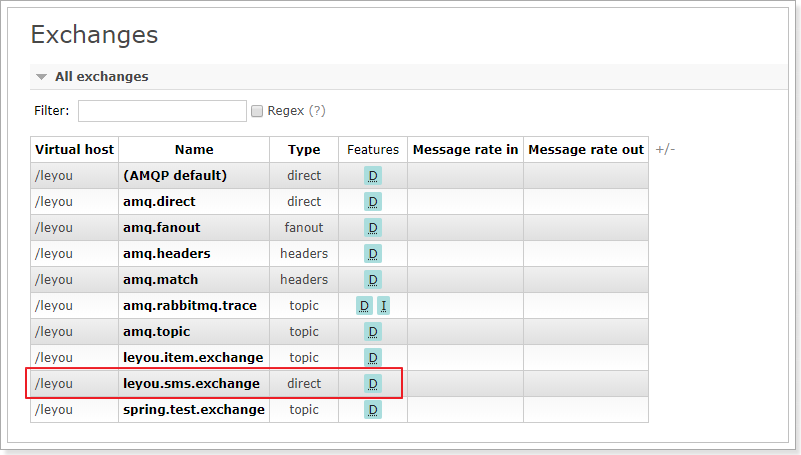 Exchanges
All exchanges
Filter: Regex (?)
Virtual host Name Type Features Message rate in Message rate out +/-
/leyou (AMQP default) direct D
/leyou amq.direct direct D
/leyou amq.fanout fanout D
/leyou amq.headers headers D
/leyou amq.match headers D
/leyou amq.rabbitmq.trace topic D I
/leyou amq.topic topic D
/leyou leyou.item.exchange topic D
/leyou leyou.sms.exchange direct D
/leyou spring.test.exchange topic D